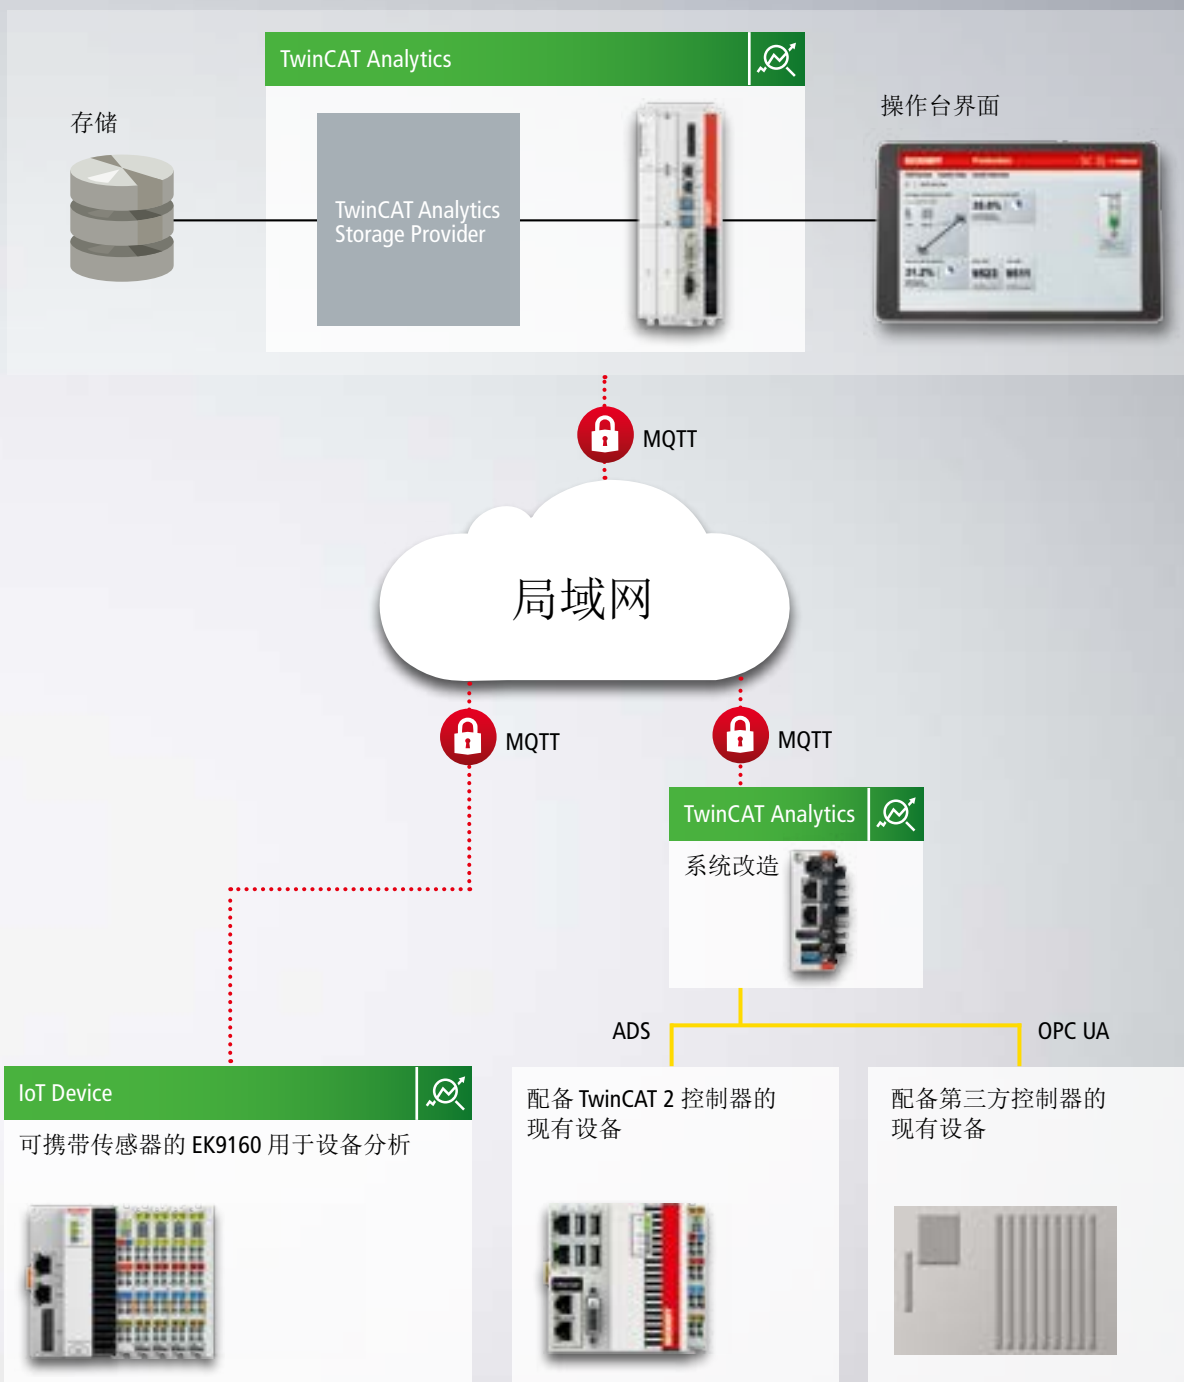 TwinCAT Analytics
存储
操作台界面
TwinCAT Analytics
Storage Provider
MQTT
局域网
MQTT
MQTT
TwinCAT Analytics
系统改造
ADS
OPC UA
IoT Device
可携带传感器的 EK9160 用于设备分析
配备 TwinCAT 2 控制器的
现有设备
配备第三方控制器的
现有设备